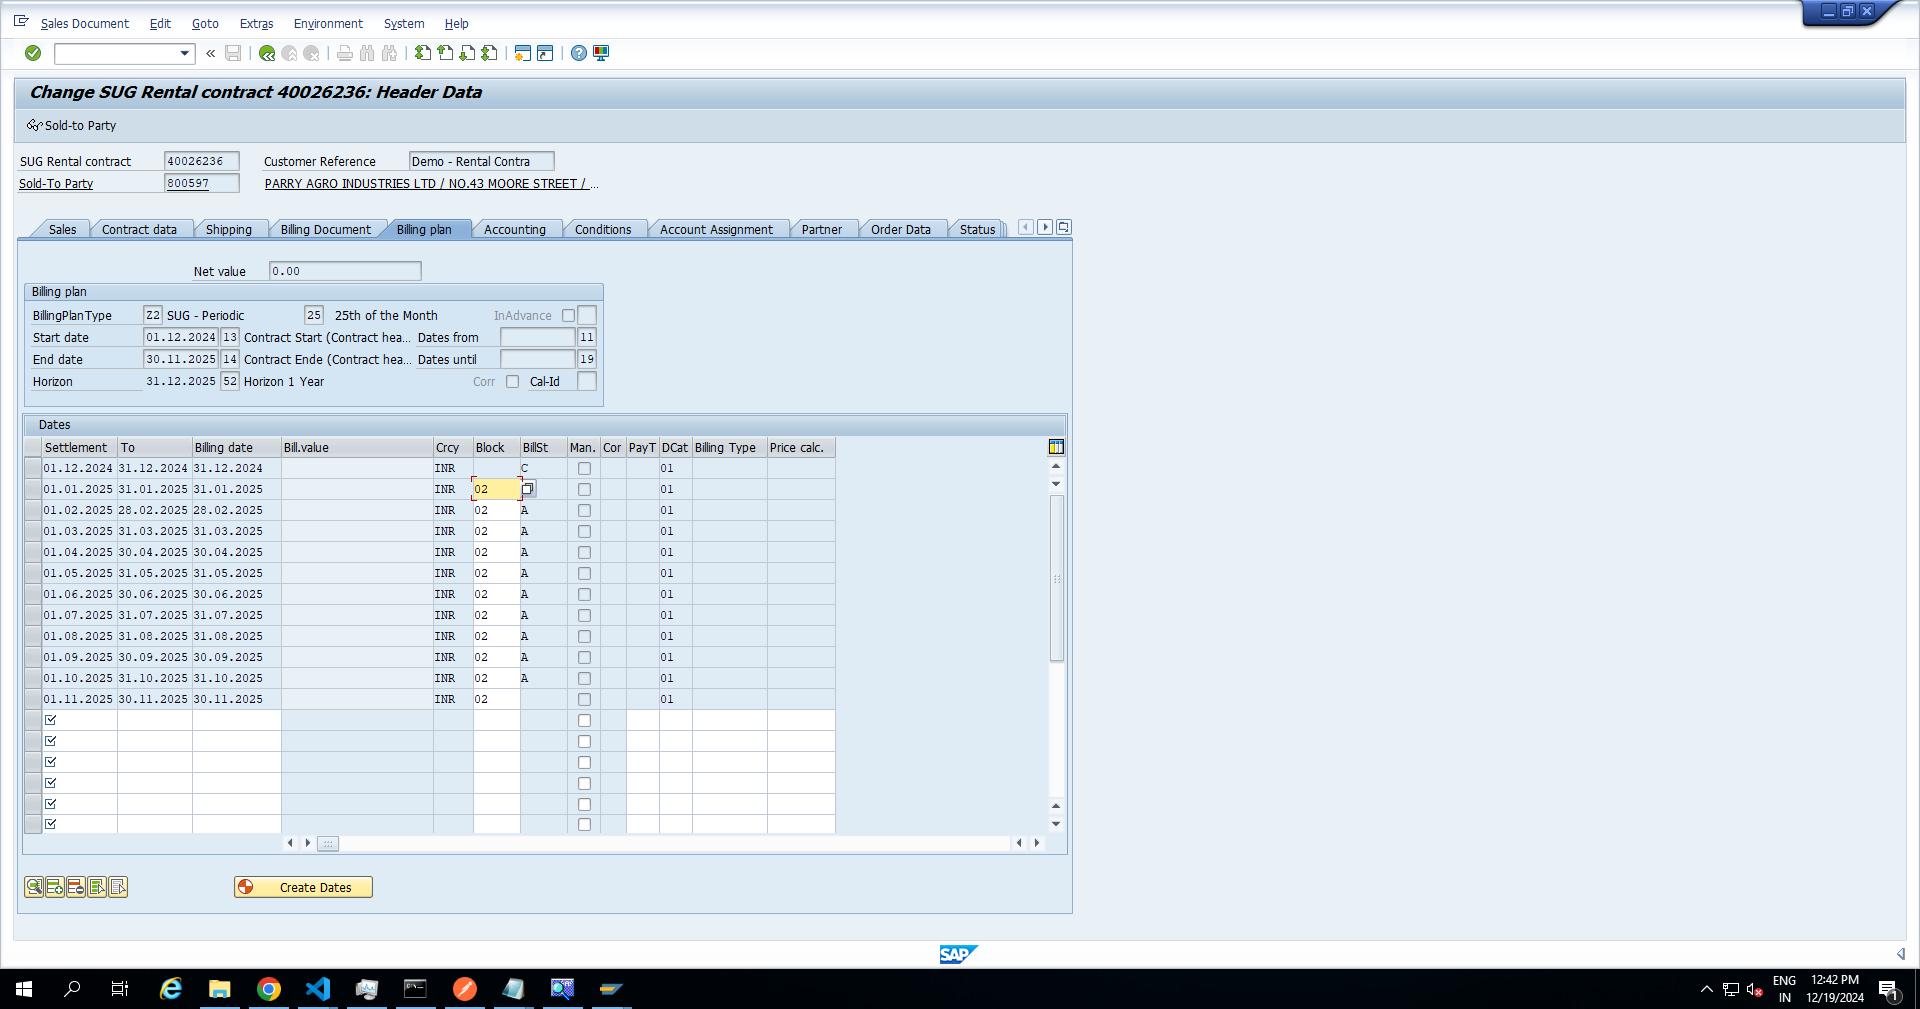 Sales Document Edit Goto Extras Environment System Help
Change SUG Rental contract 40026236: Header Data
Sold-to Party
SUG Rental contract 40026236 Customer Reference Demo - Rental Contra
Sold-To Party 800597 PARRY AGRO INDUSTRIES LTD / NO.43 MOORE STREET / ...
Sales Contract data Shipping Billing Document Billing plan Accounting Conditions Account Assignment Partner Order Data Status
Net value 0.00
Billing plan
BillingPlanType Z2 SUG - Periodic 25 25th of the Month InAdvance
Start date 01.12.2024 13 Contract Start (Contract hea... Dates from 11
End date 30.11.2025 14 Contract Ende (Contract hea... Dates until 19
Horizon 31.12.2025 52 Horizon 1 Year Corr Cal-Id
Dates
Settlement To Billing date Bill.value Crcy Block BillSt Man. Cor PayT DCat Billing Type Price calc.
01.12.2024 31.12.2024 31.12.2024 INR C 01
01.01.2025 31.01.2025 31.01.2025 INR 02 01
01.02.2025 28.02.2025 28.02.2025 INR 02 A 01
01.03.2025 31.03.2025 31.03.2025 INR 02 A 01
01.04.2025 30.04.2025 30.04.2025 INR 02 A 01
01.05.2025 31.05.2025 31.05.2025 INR 02 A 01
01.06.2025 30.06.2025 30.06.2025 INR 02 A 01
01.07.2025 31.07.2025 31.07.2025 INR 02 A 01
01.08.2025 31.08.2025 31.08.2025 INR 02 A 01
01.09.2025 30.09.2025 30.09.2025 INR 02 A 01
01.10.2025 31.10.2025 31.10.2025 INR 02 A 01
01.11.2025 30.11.2025 30.11.2025 INR 02 01
Create Dates
SAP
ENG 12:42 PM
IN 12/19/2024 1